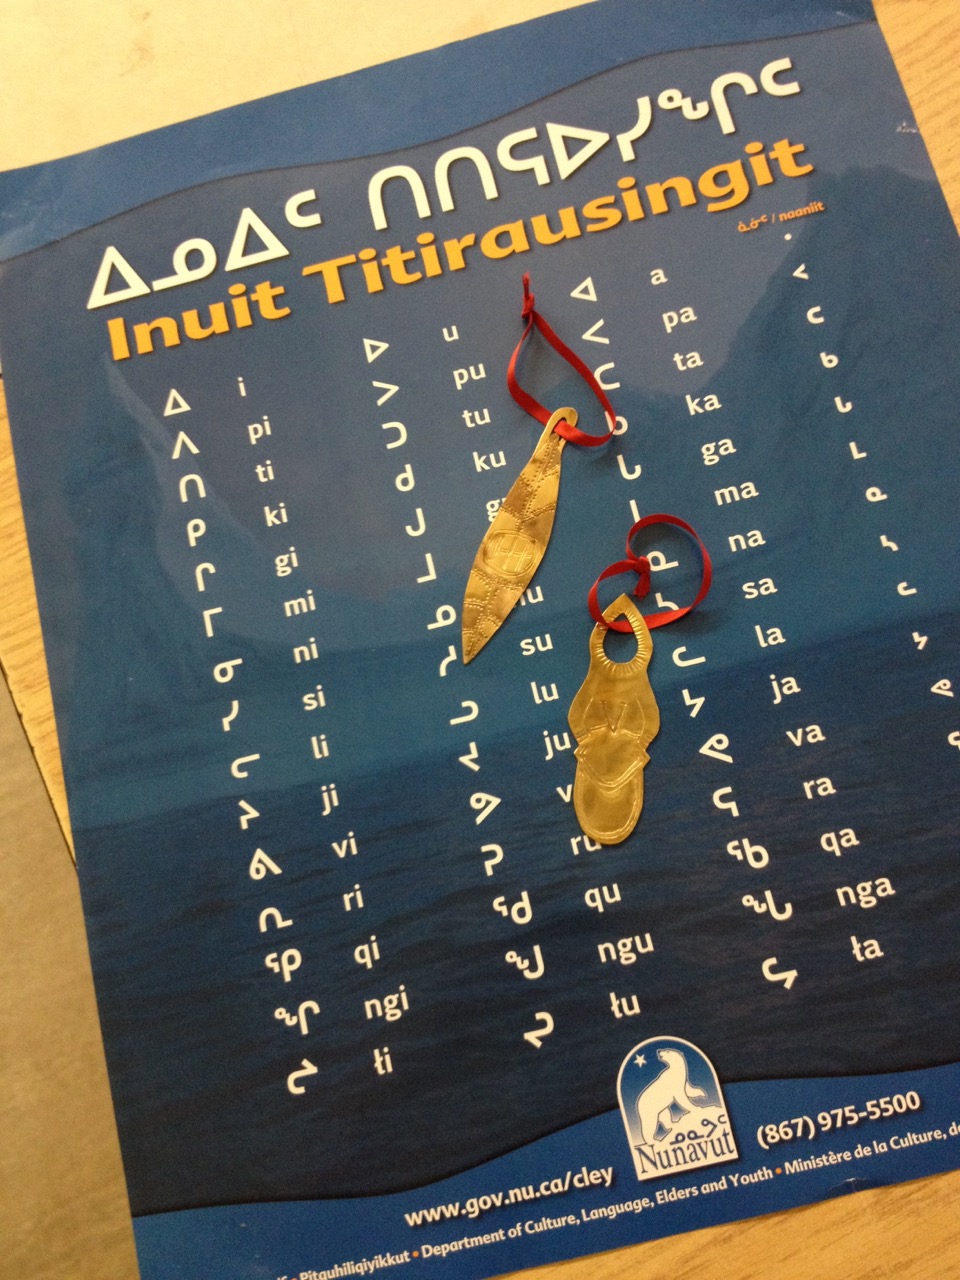 ᐃᓄᐃᑦ ᑎᑎᕋᐅᓯᖏᑦ
Inuit Titirausingit
ᓈᓃᑦ / naaniit
ᐃ i ᐅ u ᐊ a ·
ᐱ pi ᐳ pu ᐸ pa ᑉ
ᑎ ti ᑐ tu ᑕ ta ᑦ
ᑭ ki ᑯ ku ᑲ ka ᒃ
ᒋ gi ᒍ ᒐ ga ᒡ
ᒥ mi ᒧ ᒪ ma ᒻ
ᓂ ni ᓄ ᓇ na ᓐ
ᓯ si ᓱ su ᓴ sa ᔅ
ᓕ li ᓗ lu ᓚ la ᓪ
ᔨ ji ᔪ ju ᔭ ja ᔾ
ᕕ vi ᕗ ᕙ va ᕝ
ᕆ ri ᕈ ru ᕋ ra ᕐ
ᕿ qi ᖁ qu ᖃ qa
ᖏ ngi ᖑ ngu ᖓ nga
ᖠ łi ᖢ łu ᖤ ła
ᓄᓇᕗᑦ
Nunavut
www.gov.nu.ca/cley
(867) 975-5500
Pitquhiliqiyikkut • Department of Culture, Language, Elders and Youth • Ministère de la Culture,